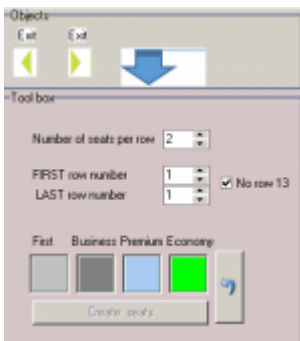 Objects
Exit Exit
Tool box
Number of seats per row 2
FIRST row number 1
No row 13
LAST row number 1
First Business Premium Economy
Create seats